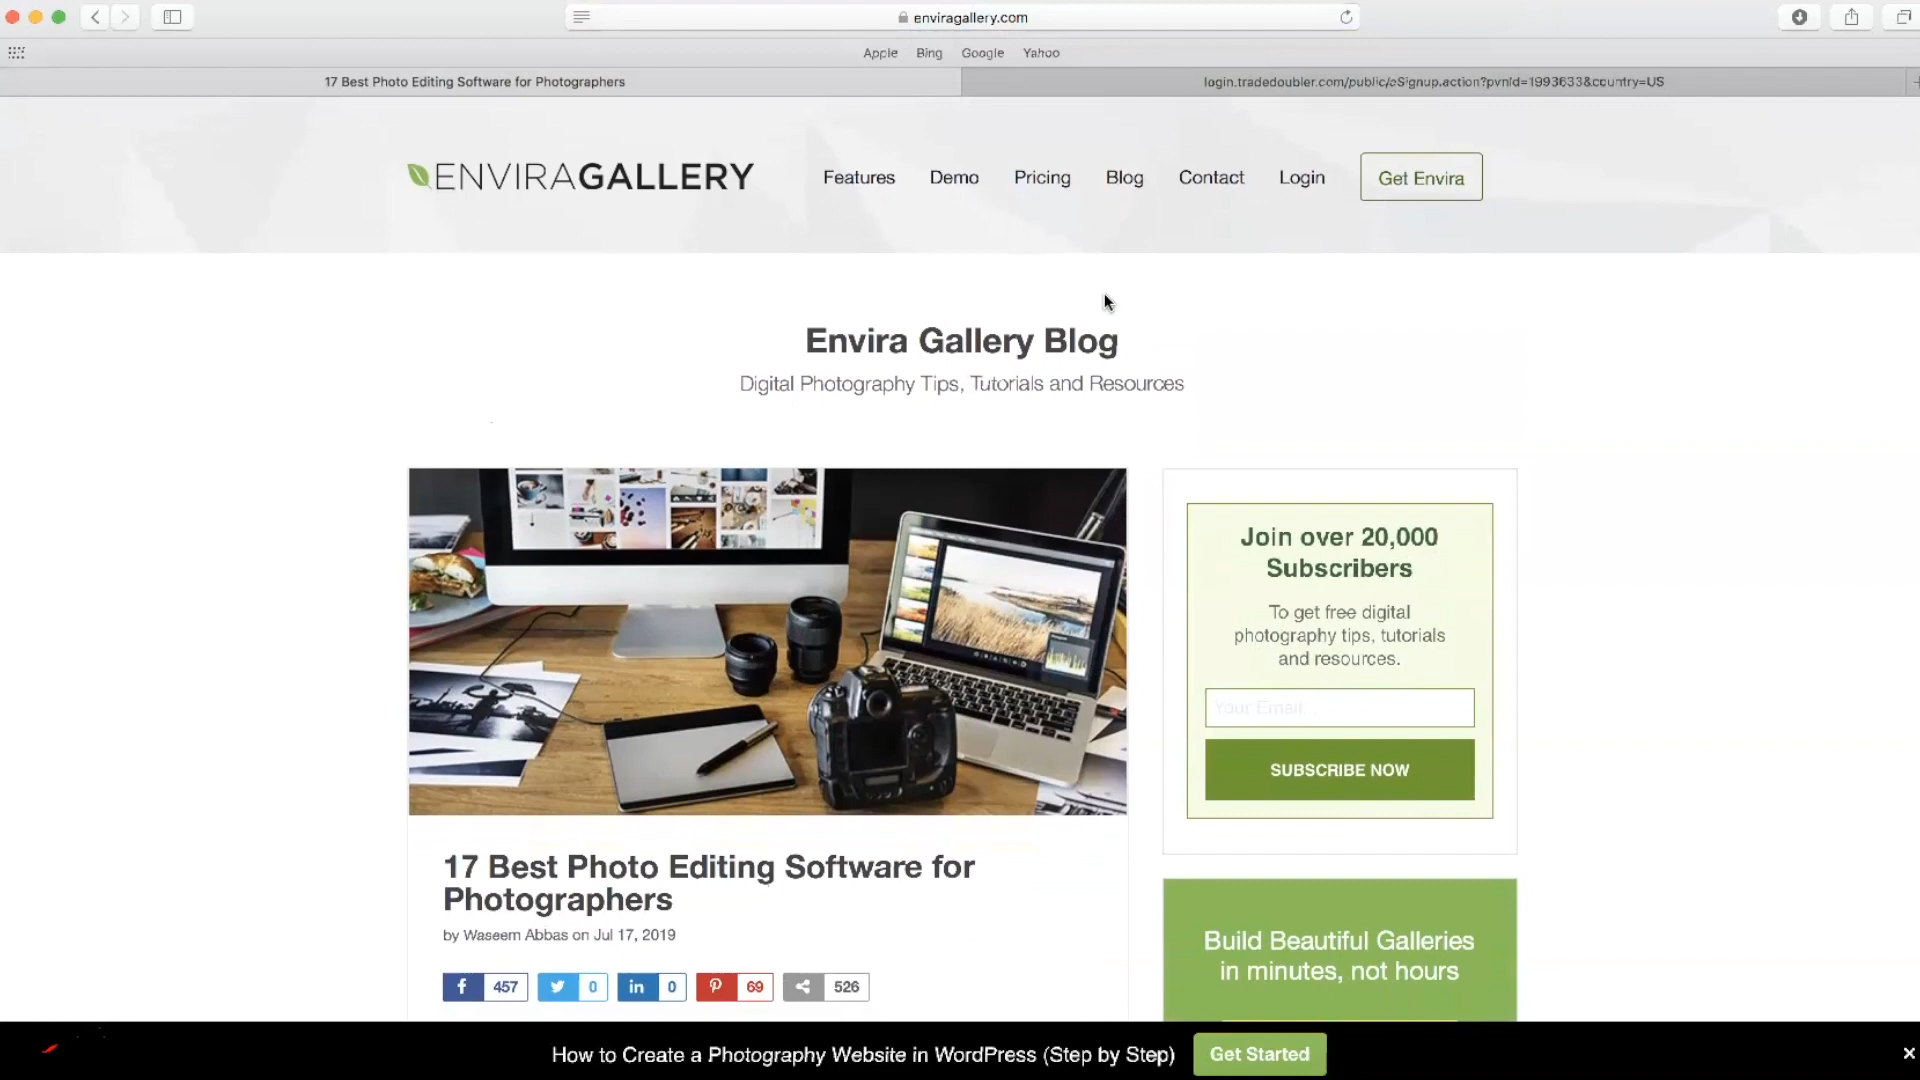 enviragallery.com
Apple Bing Google Yahoo
17 Best Photo Editing Software for Photographers
login.tradedoubler.com/public/aSignup.action?pvnId=1993633&country=US
ENVIRAGALLERY
Features Demo Pricing Blog Contact Login Get Envira
Envira Gallery Blog
Digital Photography Tips, Tutorials and Resources
Join over 20,000
Subscribers
To get free digital
photography tips, tutorials
and resources.
Your Email
SUBSCRIBE NOW
17 Best Photo Editing Software for
Photographers
by Waseem Abbas on Jul 17, 2019
457 0 0 69 526
Build Beautiful Galleries
in minutes, not hours
How to Create a Photography Website in WordPress (Step by Step) Get Started